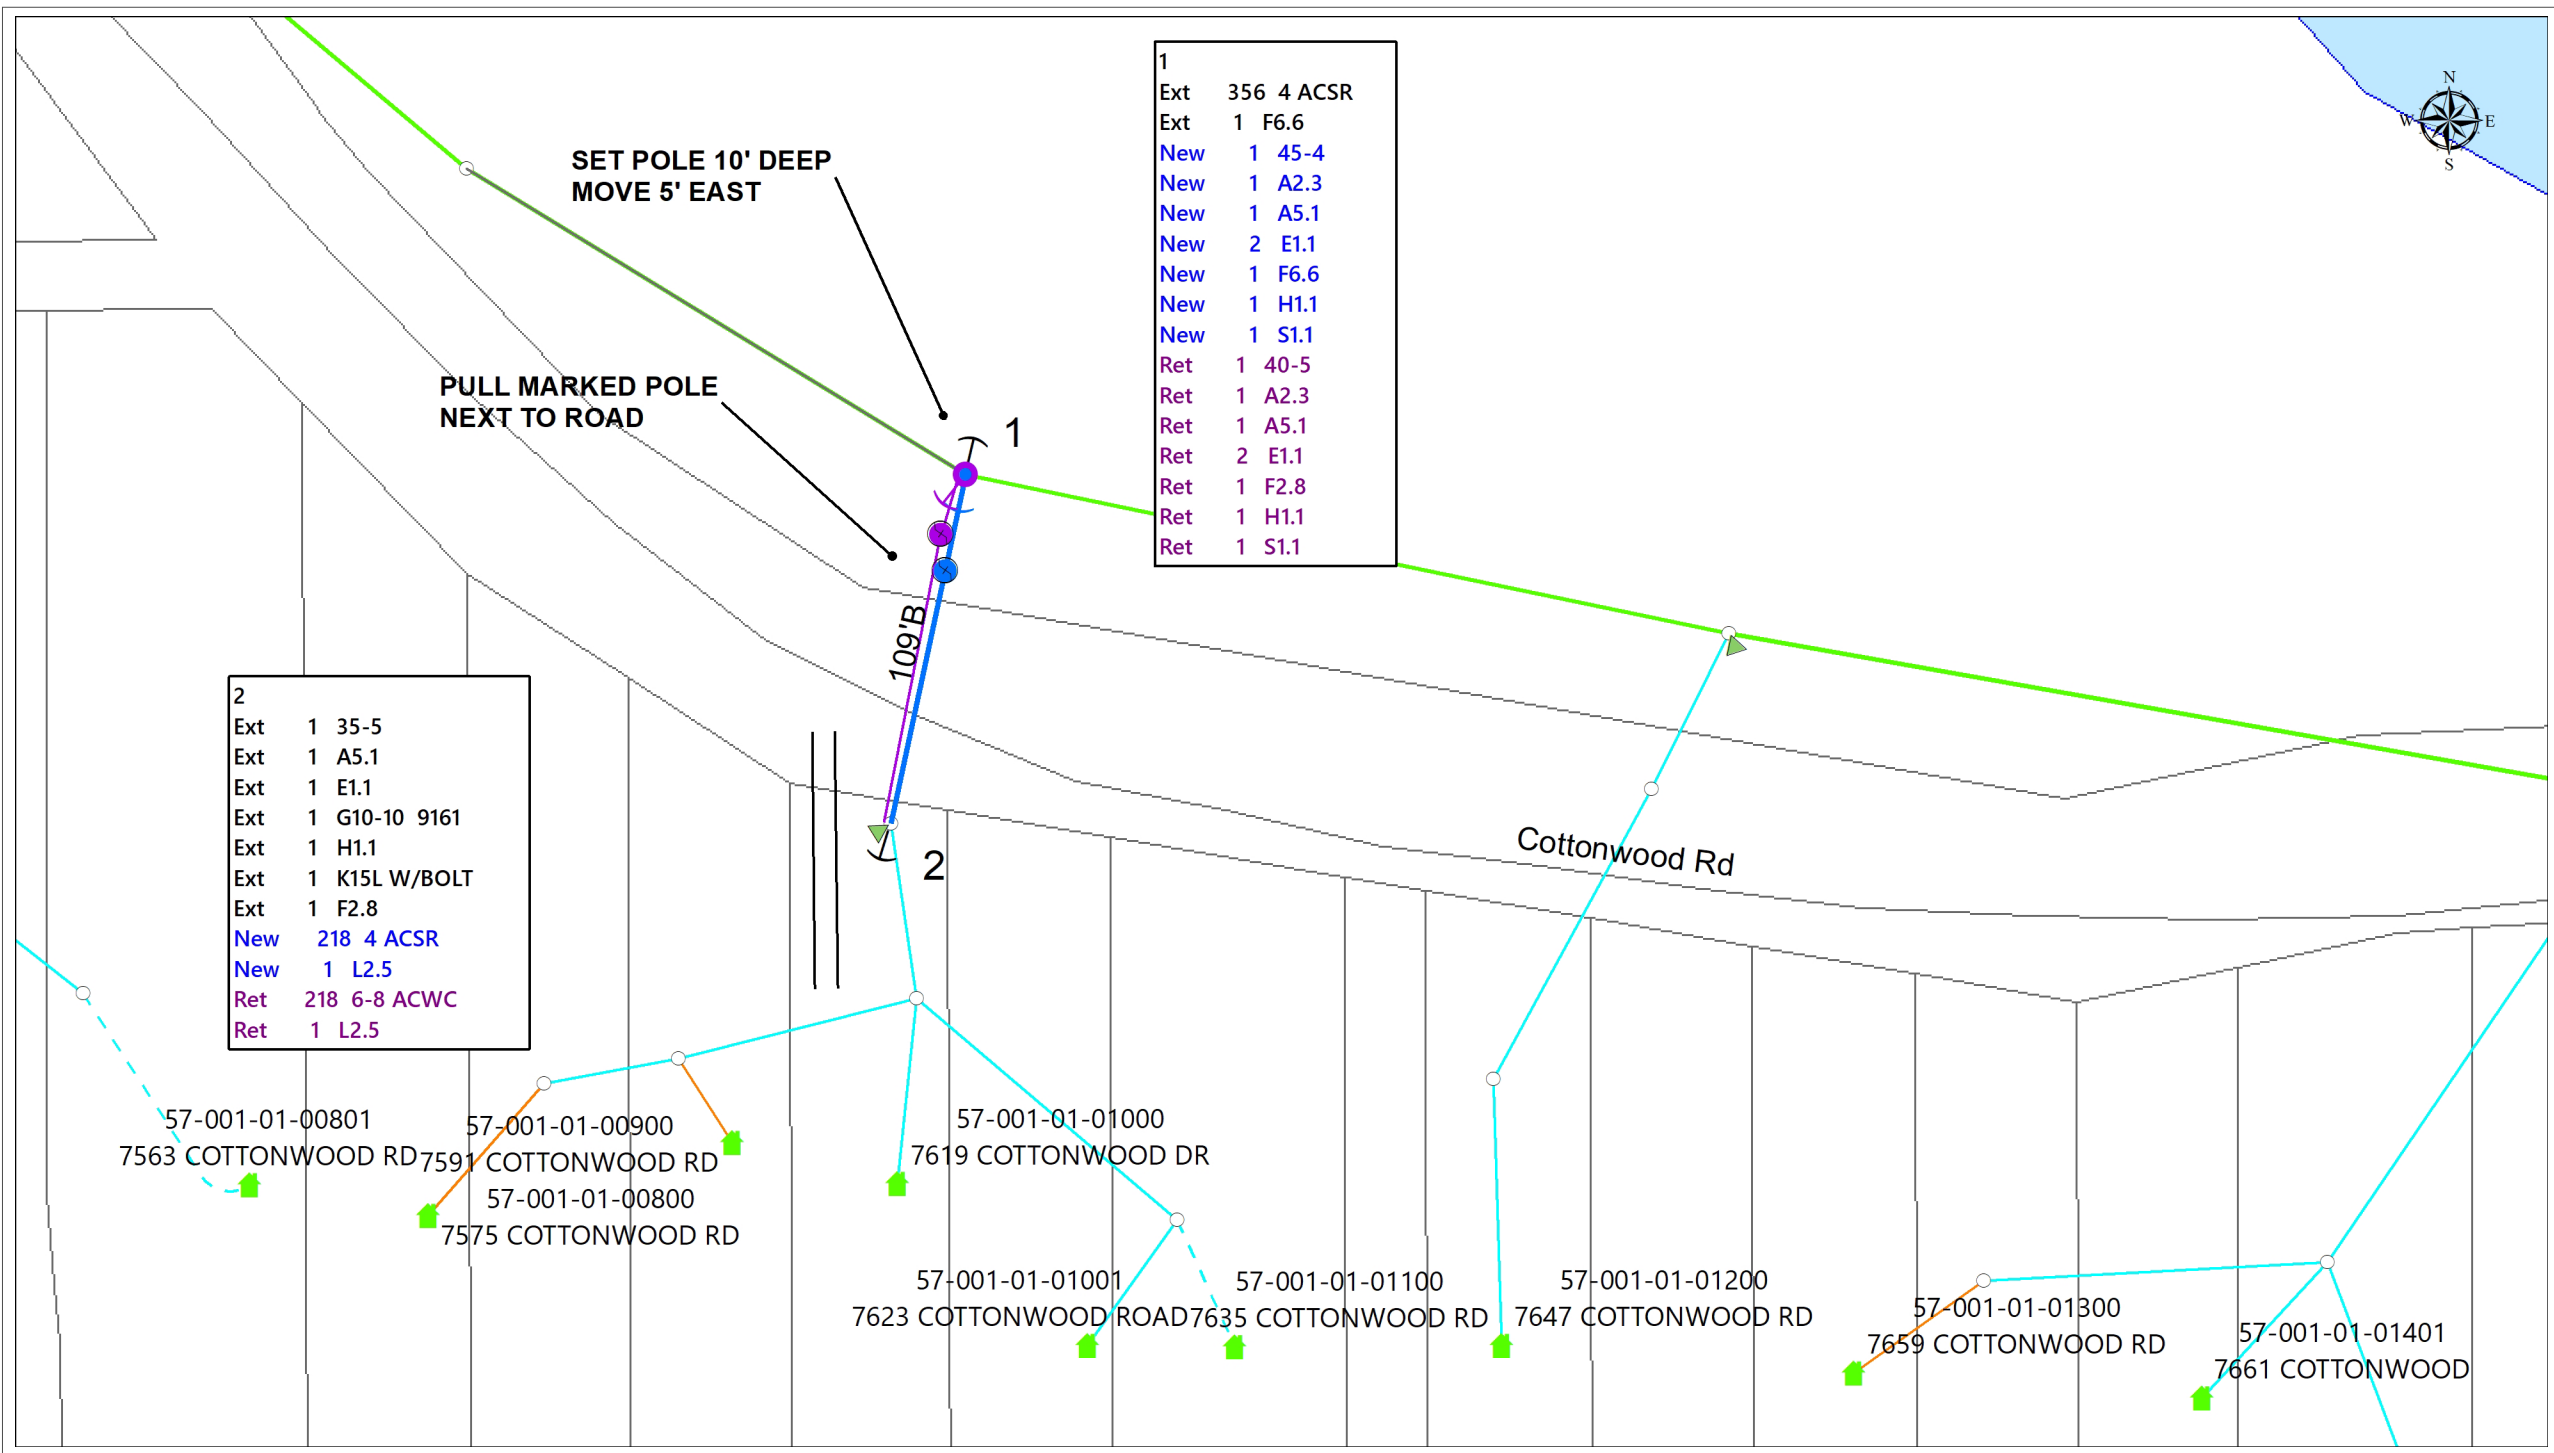 1
Ext 356 4 ACSR
Ext 1 F6.6
New 1 45-4
New 1 A2.3
New 1 A5.1
New 2 E1.1
New 1 F6.6
New 1 H1.1
New 1 S1.1
Ret 1 40-5
Ret 1 A2.3
Ret 1 A5.1
Ret 2 E1.1
Ret 1 F2.8
Ret 1 H1.1
Ret 1 S1.1
N
W E
S
SET POLE 10' DEEP
MOVE 5' EAST
PULL MARKED POLE
NEXT TO ROAD
1
109'B
2
Ext 1 35-5
Ext 1 A5.1
Ext 1 E1.1
Ext 1 G10-10 9161
Ext 1 H1.1
Ext 1 K15L W/BOLT
Ext 1 F2.8
New 218 4 ACSR
New 1 L2.5
Ret 218 6-8 ACWC
Ret 1 L2.5
2
Cottonwood Rd
57-001-01-00801
7563 COTTONWOOD RD
57-001-01-00900
7591 COTTONWOOD RD
57-001-01-00800
7575 COTTONWOOD RD
57-001-01-01000
7619 COTTONWOOD DR
57-001-01-01001
7623 COTTONWOOD ROAD
57-001-01-01100
7635 COTTONWOOD RD
57-001-01-01200
7647 COTTONWOOD RD
57-001-01-01300
7659 COTTONWOOD RD
57-001-01-01401
7661 COTTONWOOD